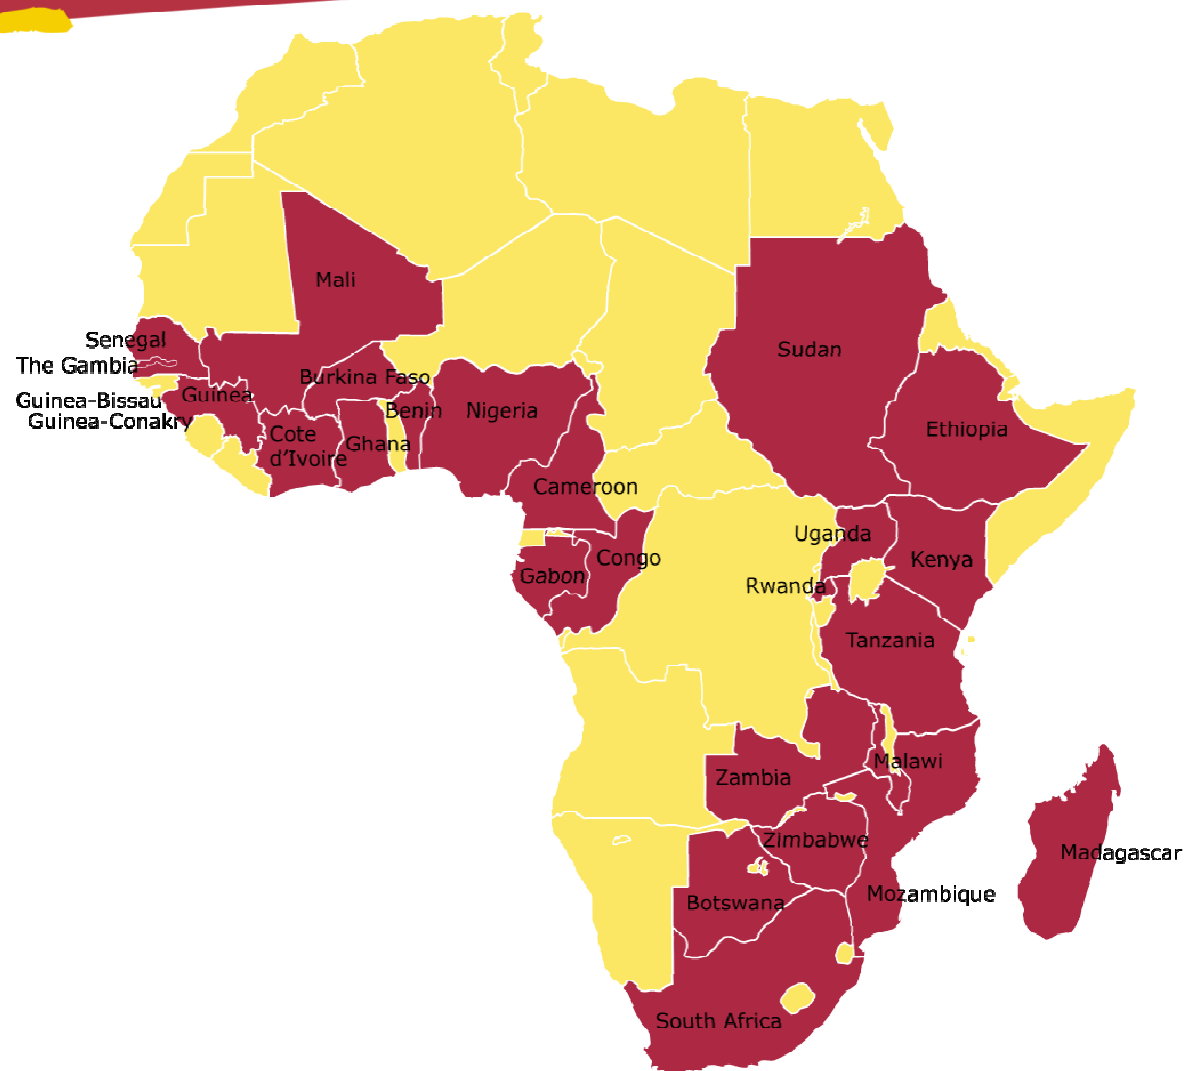 Mali
Senegal
Sudan
The Gambia
Burkina Faso
Guinea
Guinea-Bissau
Benin
Nigeria
Guinea-Conakry
Cote
d'Ivoire
Ghana
Ethiopia
Cameroon
Uganda
Congo
Kenya
Gabon
Rwanda
Tanzania
Malawi
Zambia
Zimbabwe
Madagascar
Mozambique
Botswana
South Africa